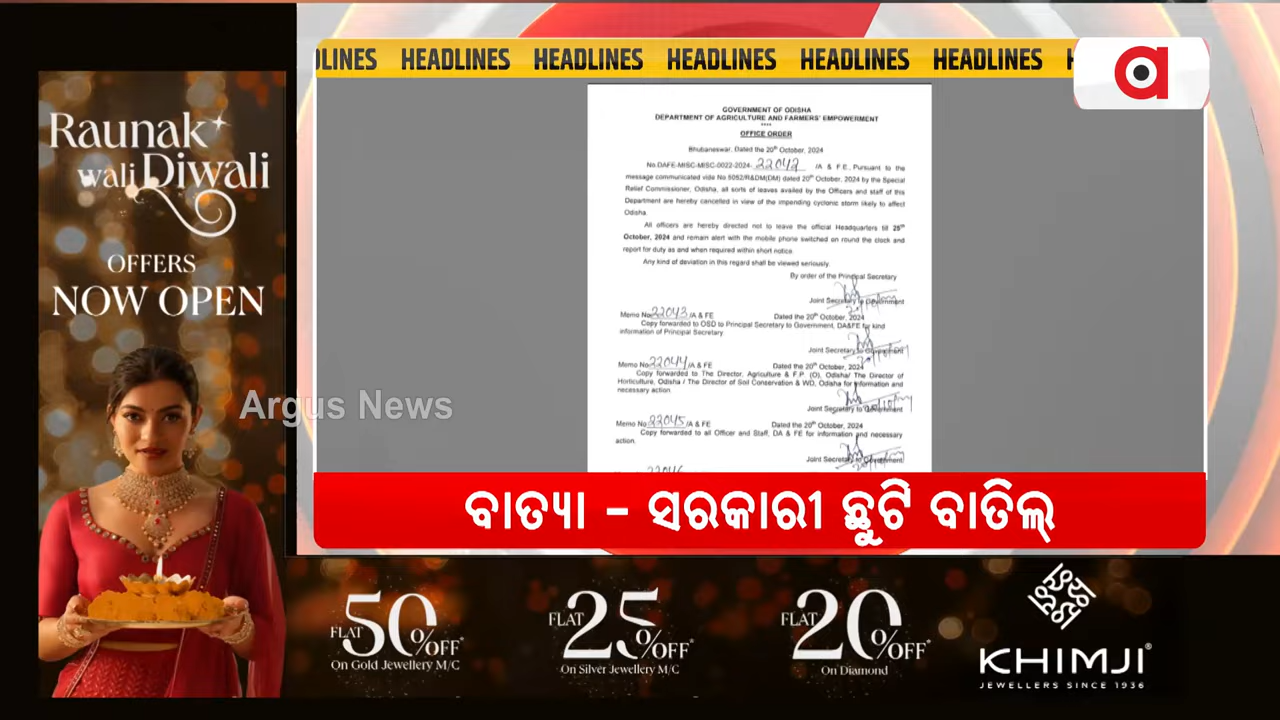 Raunak
wali Diwali
OFFERS
NOW OPEN
HEADLINES HEADLINES HEADLINES HEADLINES HEADLINES
a
GOVERNMENT OF ODISHA
DEPARTMENT OF AGRICULTURE AND FARMERS' EMPOWERMENT
****
OFFICE ORDER
Bhubaneswar, Dated the 20th October, 2024
No.DAFE-MISC-MISC-0022-2024- 22042 /A & F E, Pursuant to the
message communicated vide No 5092/R&DM(DM) dated 20th October, 2024 by the Special
Relief Commissioner, Odisha, all sorts of leaves availed by the Officers and staff of this
Department are hereby cancelled in view of the impending cyclonic storm likely to affect
Odisha.
All officers are hereby directed not to leave the official Headquarters till 25th
October, 2024 and remain alert with the mobile phone switched on round the clock and
report for duty as and when required within short notice.
Any kind of deviation in this regard shall be viewed seriously.
By order of the Principal Secretary
Joint Secretary to Government
Memo No 22043 /A & FE Dated the 20th October, 2024
Copy forwarded to OSD to Principal Secretary to Government, DA&FE for kind
information of Principal Secretary
Joint Secretary to Government
Memo No 22044 /A & FE Dated the 20th October, 2024
Copy forwarded to The Director, Agriculture & F.P. (O), Odisha/ The Director of
Horticulture, Odisha / The Director of Soil Conservation & WD, Odisha for information and
necessary action.
Joint Secretary to Government
Memo No 22045 /A & FE Dated the 20th October, 2024
Copy forwarded to all Officer and Staff, DA & FE for information and necessary
action.
Joint Secretary to Government
Argus News
ବାତ୍ୟା - ସରକାରୀ ଛୁଟି ବାତିଲ୍
FLAT 50% OFF*
On Gold Jewellery M/C
FLAT 25% OFF*
On Silver Jewellery M/C
FLAT 20% OFF*
On Diamond
KHIMJI®
JEWELLERS SINCE 1936